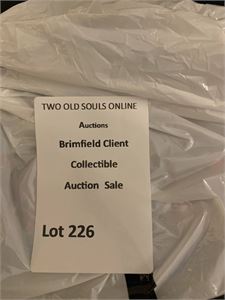 TWO OLD SOULS ONLINE
Auctions
Brimfield Client
Collectible
Auction Sale
Lot 226